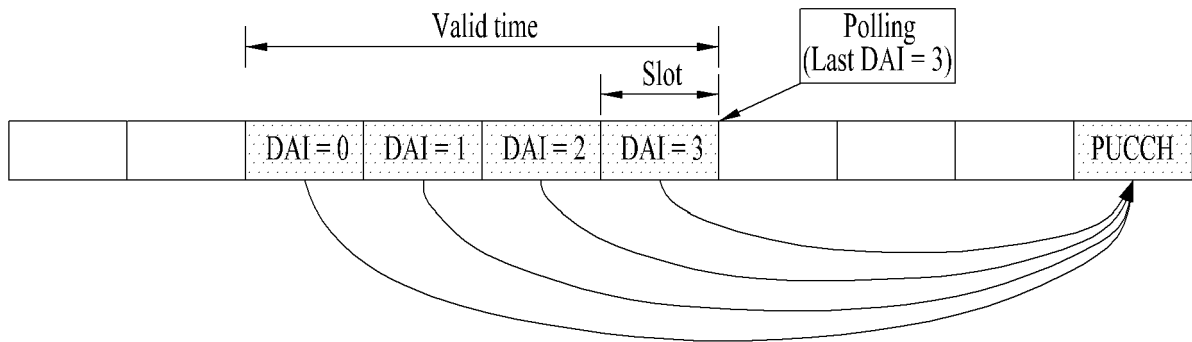 Valid time
Polling
(Last DAI = 3)
Slot
DAI = 0
DAI = 1
DAI = 2
DAI = 3
PUCCH